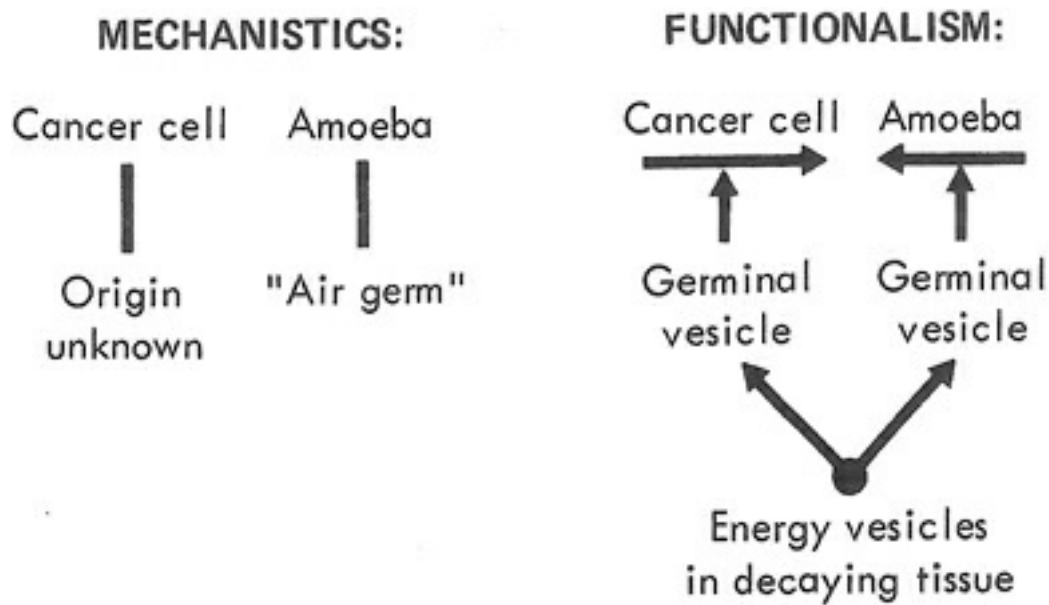 MECHANISTICS:
Cancer cell Amoeba
Origin
unknown
"Air germ"
FUNCTIONALISM:
Cancer cell Amoeba
Germinal
vesicle
Germinal
vesicle
Energy vesicles
in decaying tissue